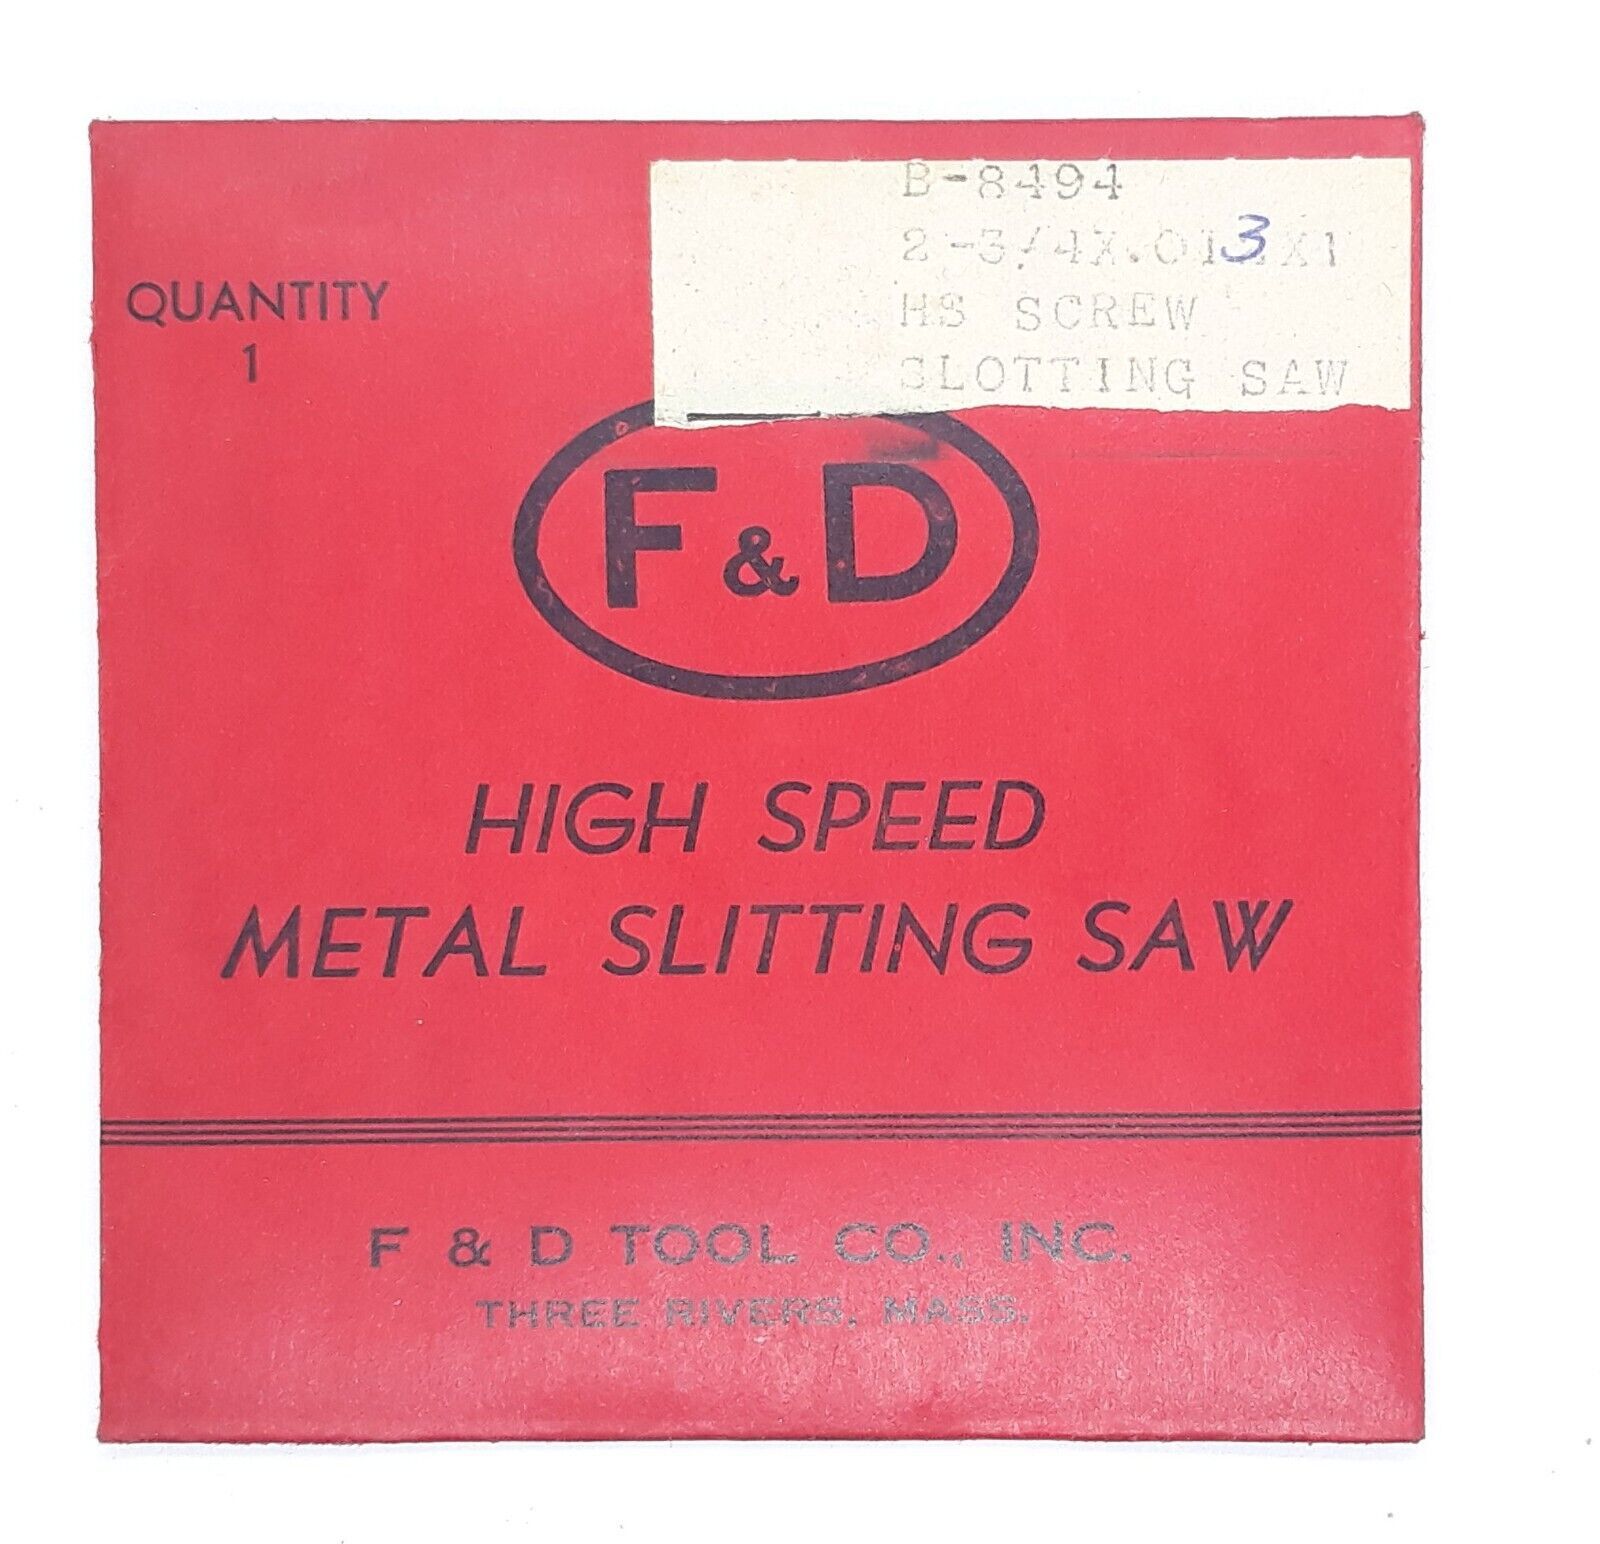 B-8494
2-3/4X.013X1
HS SCREW
SLOTTING SAW
QUANTITY
1
F & D
HIGH SPEED
METAL SLITTING SAW
F & D TOOL CO., INC.
THREE RIVERS, MASS.